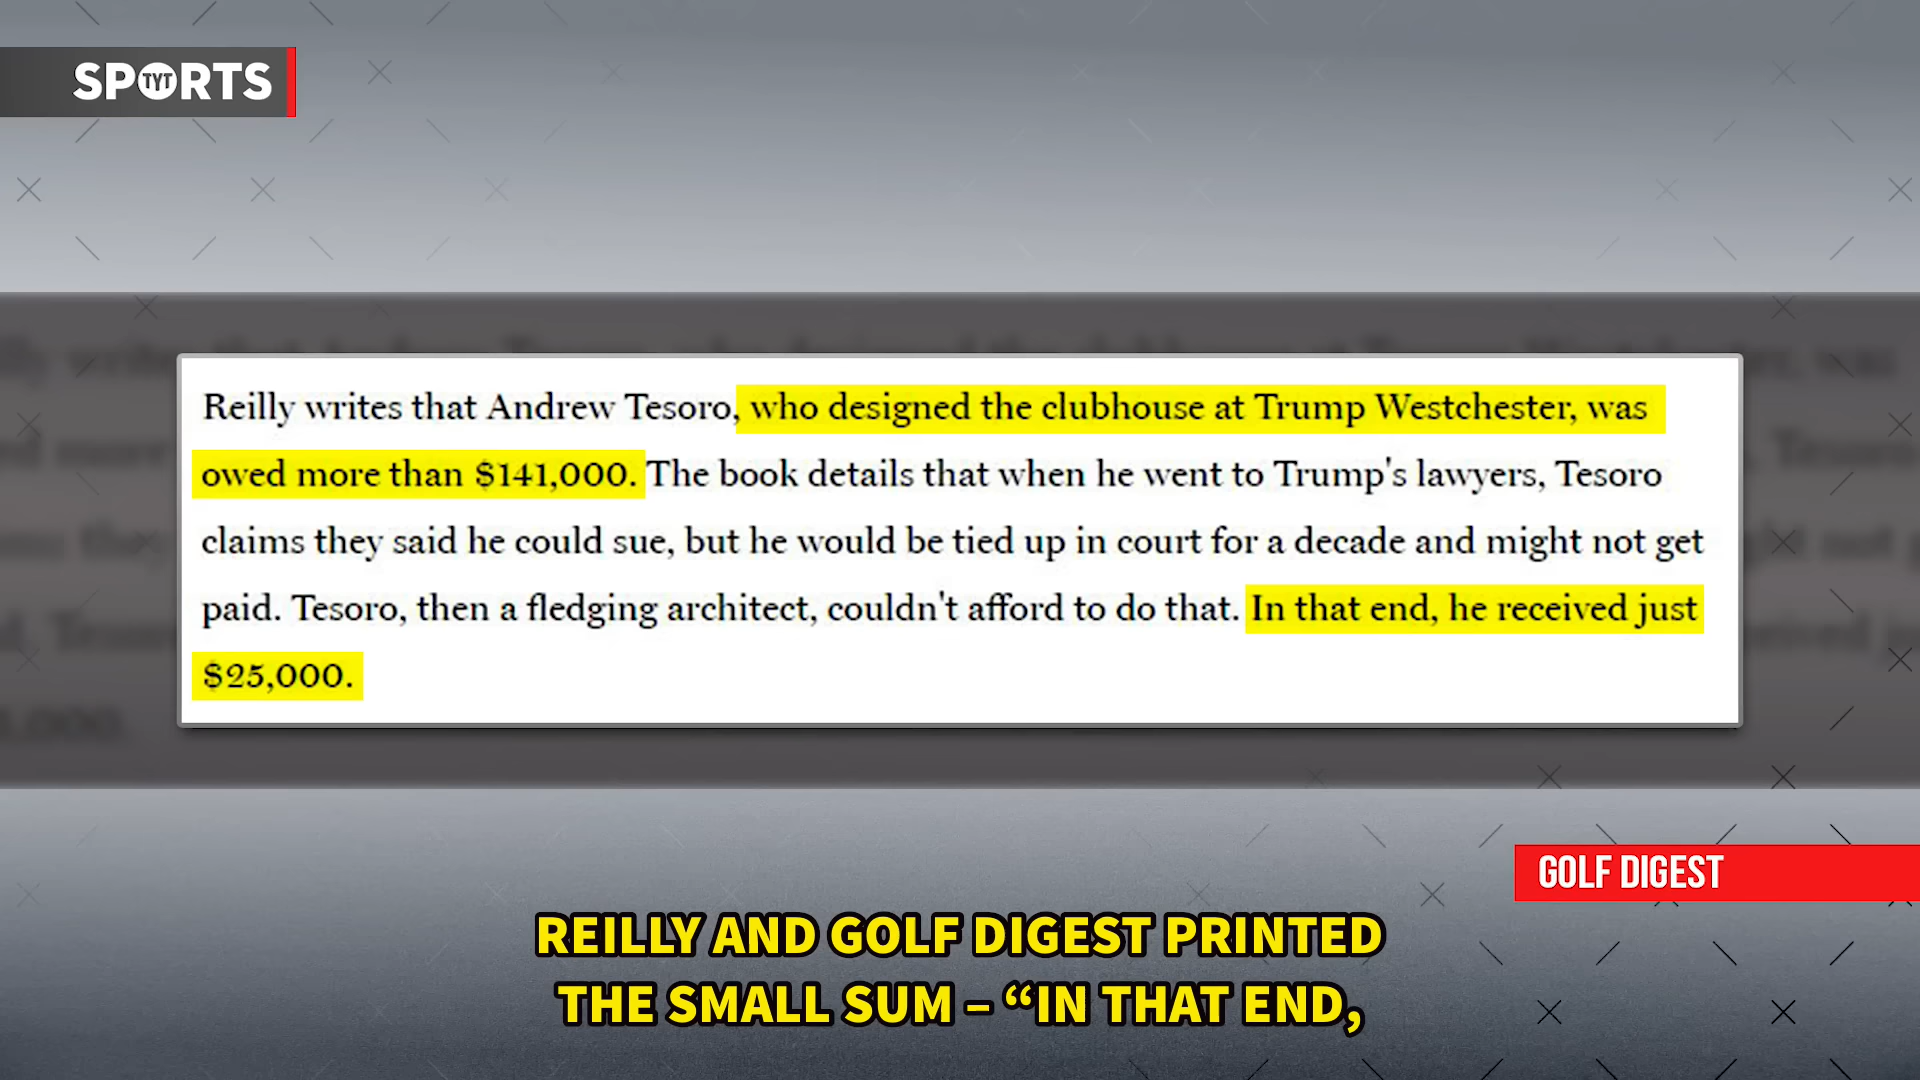 SPORTS
TYT
Reilly writes that Andrew Tesoro, who designed the clubhouse at Trump Westchester, was
owed more than $141,000. The book details that when he went to Trump's lawyers, Tesoro
claims they said he could sue, but he would be tied up in court for a decade and might not get
paid. Tesoro, then a fledging architect, couldn't afford to do that. In that end, he received just
$25,000.
GOLF DIGEST
REILLY AND GOLF DIGEST PRINTED
THE SMALL SUM – “IN THAT END,